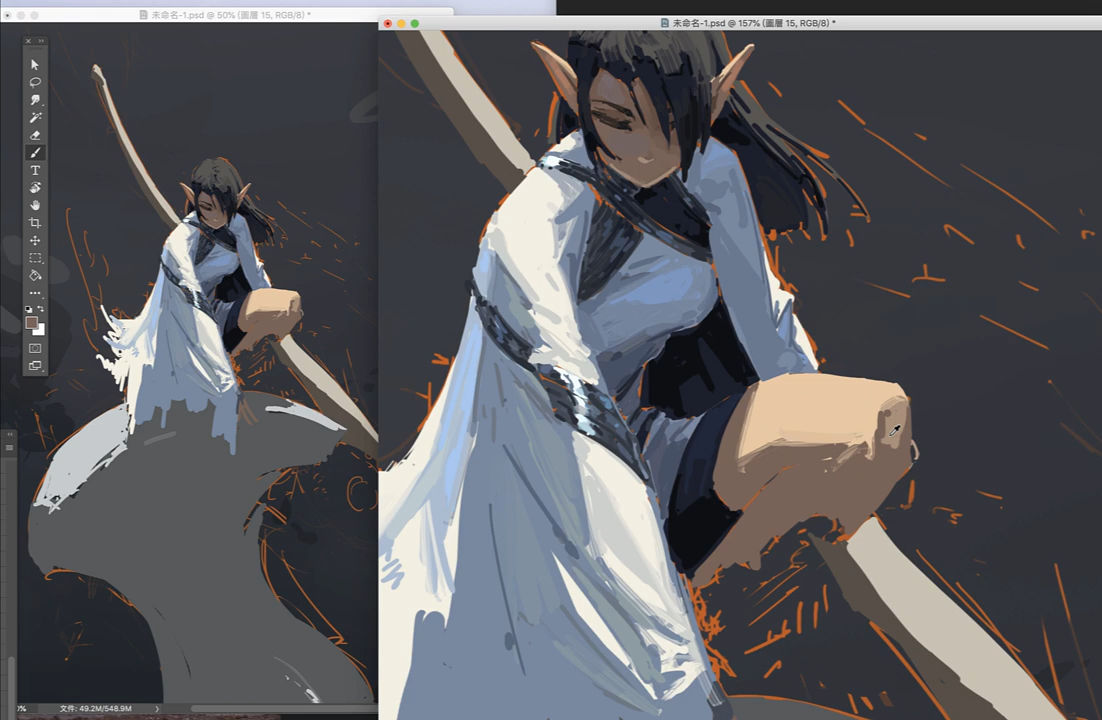 未命名-1.psd @ 50% (圖層 15, RGB/8) *
未命名-1.psd @ 157% (圖層 15, RGB/8) *
文件: 49.2M/548.9M